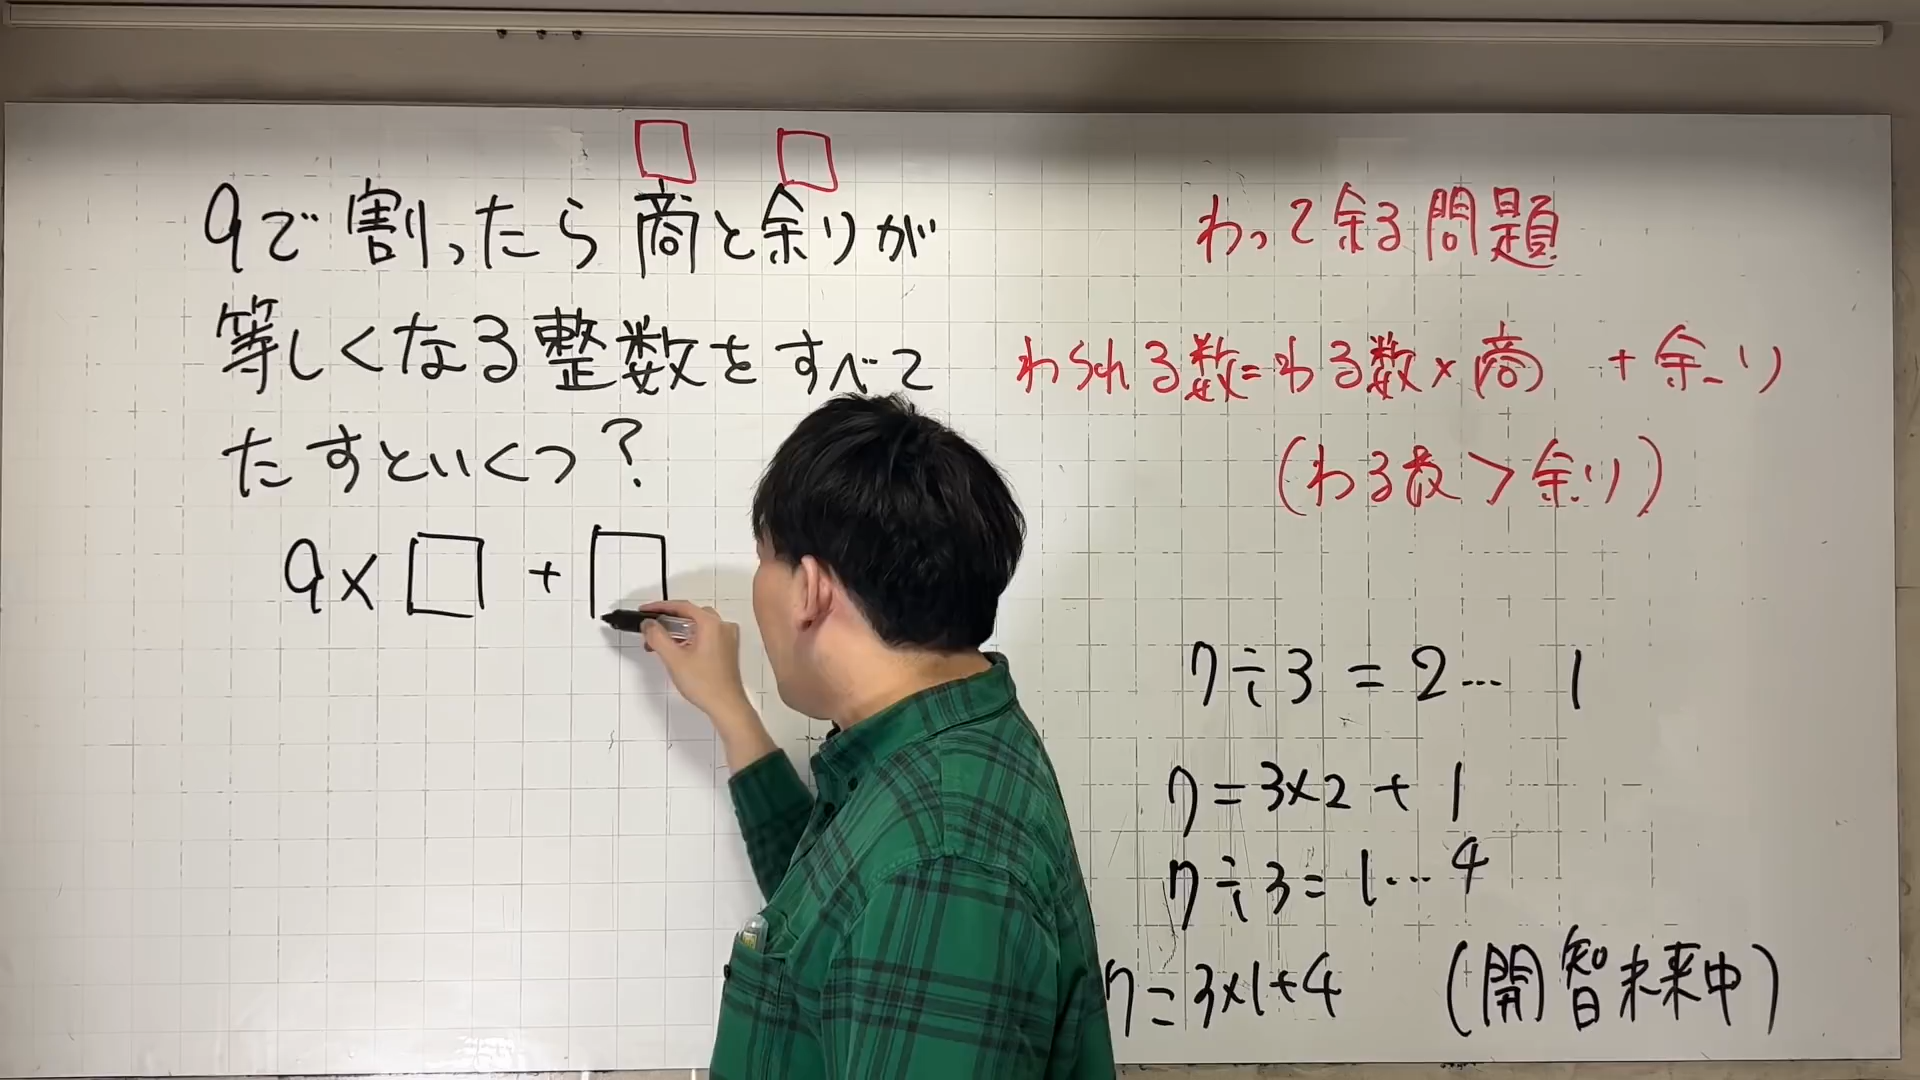 9で割ったら商と余りが
等しくなる整数をすべて
たすといくつ?
9×□+□
わって余る問題
わられる数=わる数×商+余り
(わる数>余り)
7÷3=2…1
7=3×2+1
7÷3=1…4
7=3×1+4
(開智未来中)